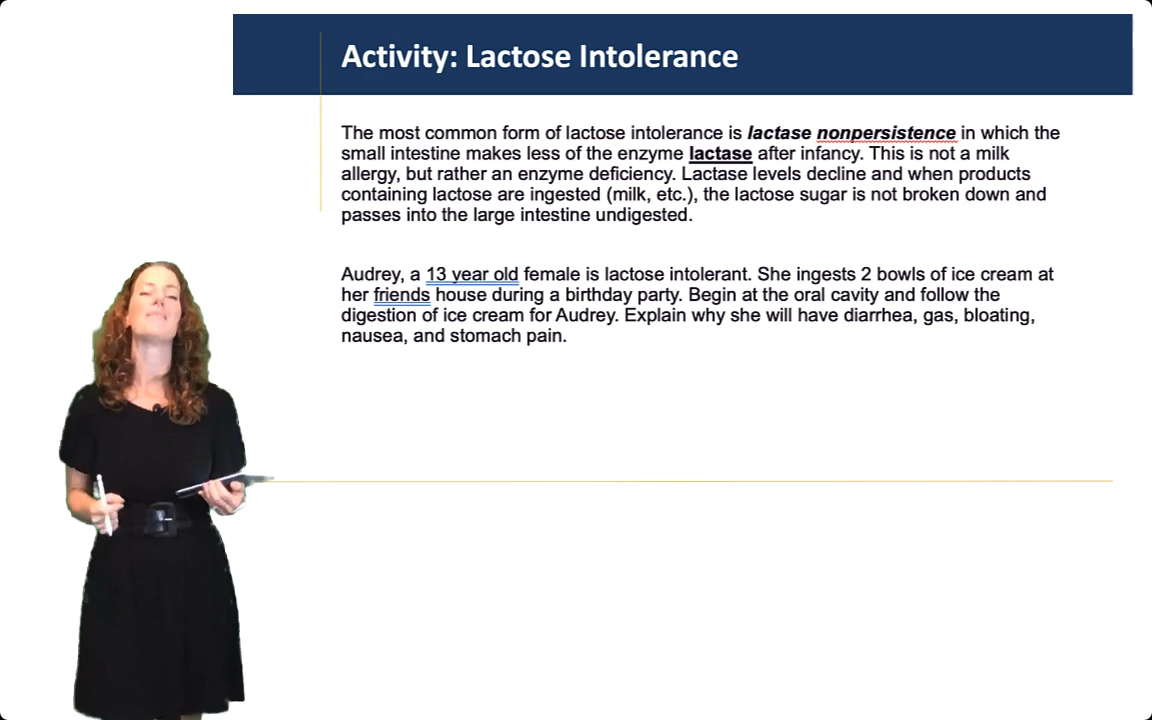 Activity: Lactose Intolerance
The most common form of lactose intolerance is lactase nonpersistence in which the
small intestine makes less of the enzyme lactase after infancy. This is not a milk
allergy, but rather an enzyme deficiency. Lactase levels decline and when products
containing lactose are ingested (milk, etc.), the lactose sugar is not broken down and
passes into the large intestine undigested.
Audrey, a 13 year old female is lactose intolerant. She ingests 2 bowls of ice cream at
her friends house during a birthday party. Begin at the oral cavity and follow the
digestion of ice cream for Audrey. Explain why she will have diarrhea, gas, bloating,
nausea, and stomach pain.